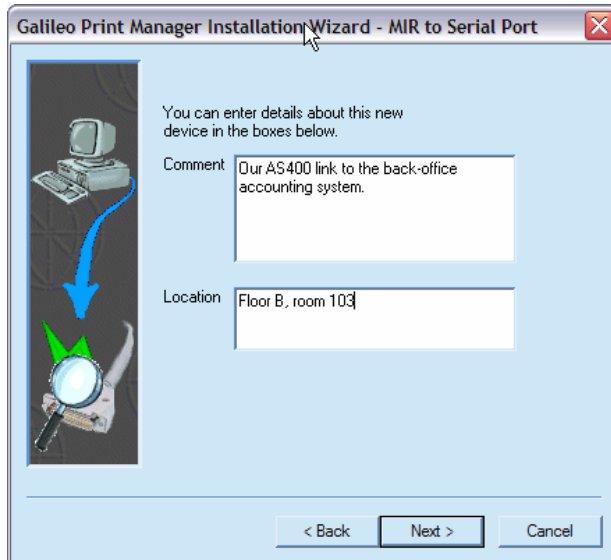 Galileo Print Manager Installation Wizard - MIR to Serial Port
You can enter details about this new
device in the boxes below.
Comment
Our AS400 link to the back-office
accounting system.
Location
Floor B, room 103
< Back
Next >
Cancel